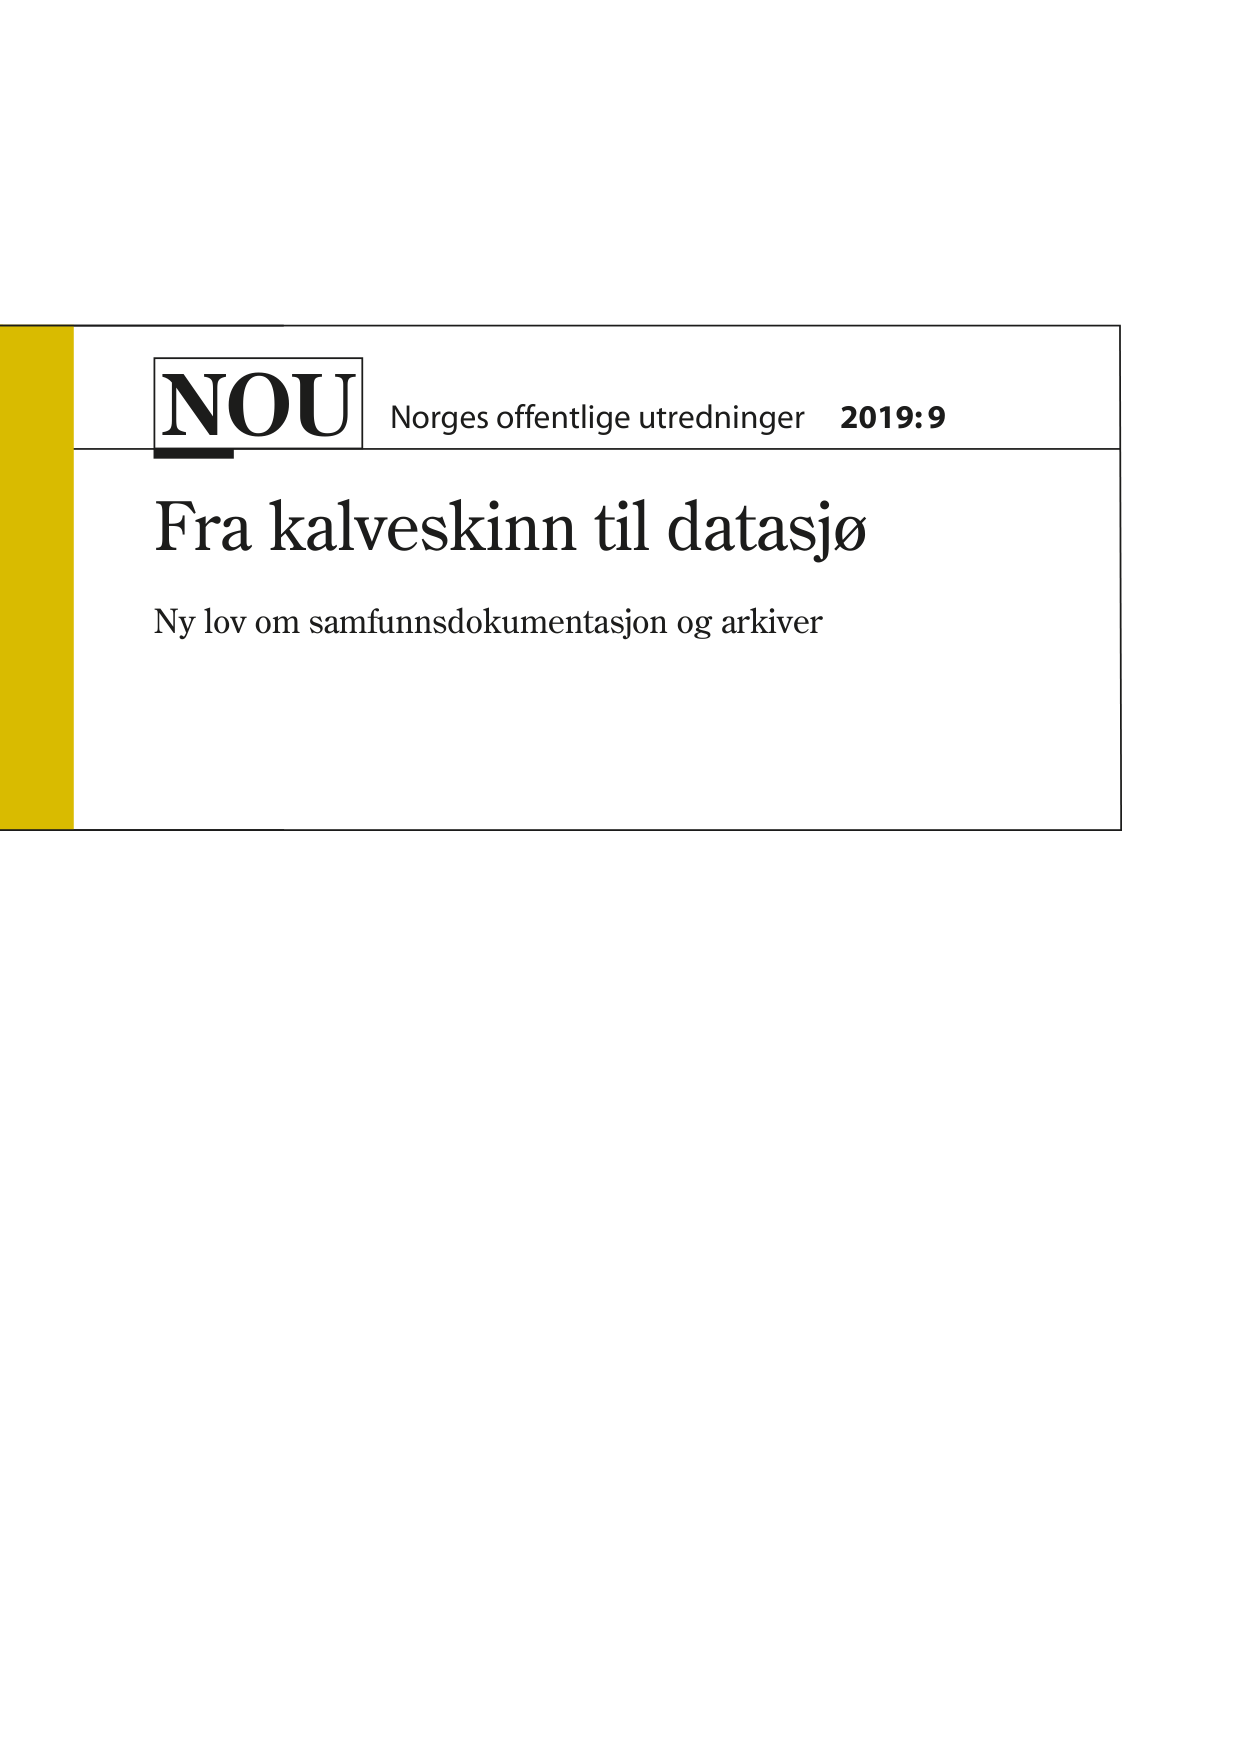 NOU Norges offentlige utredninger 2019: 9
Fra kalveskinn til datasjø
Ny lov om samfunnsdokumentasjon og arkiver